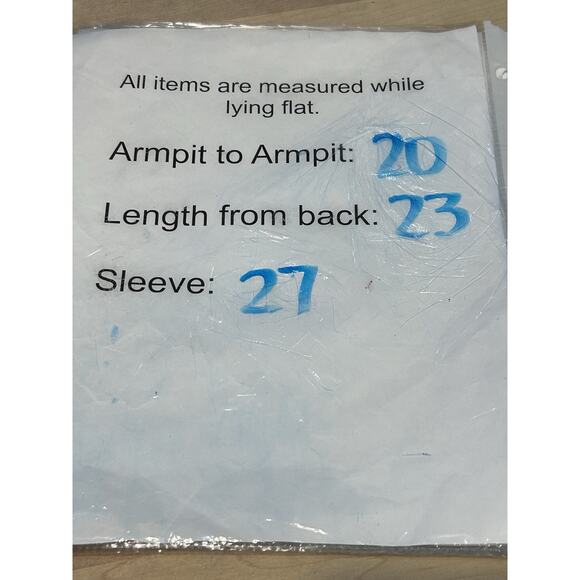 All items are measured while
lying flat.
Armpit to Armpit: 20
Length from back: 23
Sleeve: 27